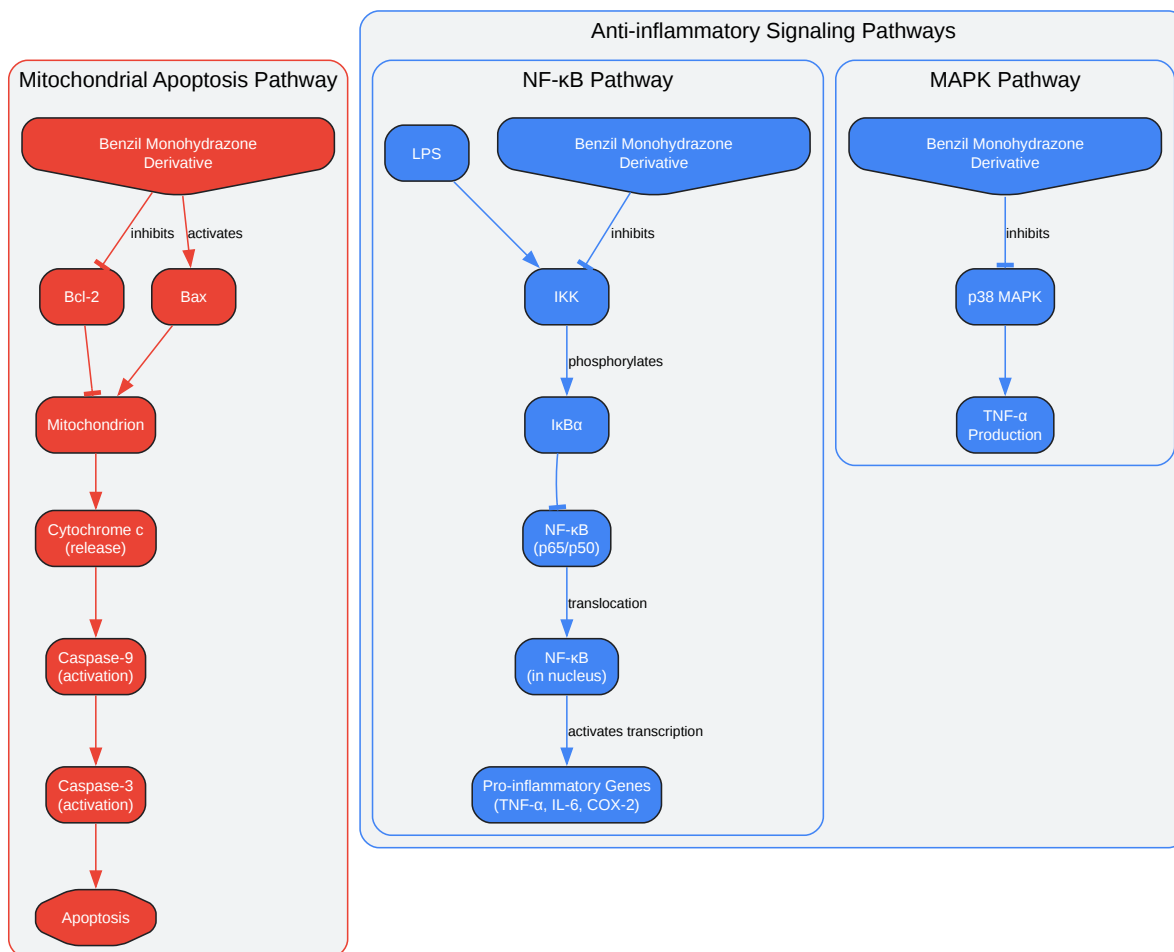 Mitochondrial Apoptosis Pathway
Benzil Monohydrazone
Derivative
inhibits
activates
Bcl-2
Bax
Mitochondrion
Cytochrome c
(release)
Caspase-9
(activation)
Caspase-3
(activation)
Apoptosis
Anti-inflammatory Signaling Pathways
NF-κB Pathway
LPS
Benzil Monohydrazone
Derivative
inhibits
IKK
phosphorylates
IκBα
NF-κB
(p65/p50)
translocation
NF-κB
(in nucleus)
activates transcription
Pro-inflammatory Genes
(TNF-α, IL-6, COX-2)
MAPK Pathway
Benzil Monohydrazone
Derivative
inhibits
p38 MAPK
TNF-α
Production